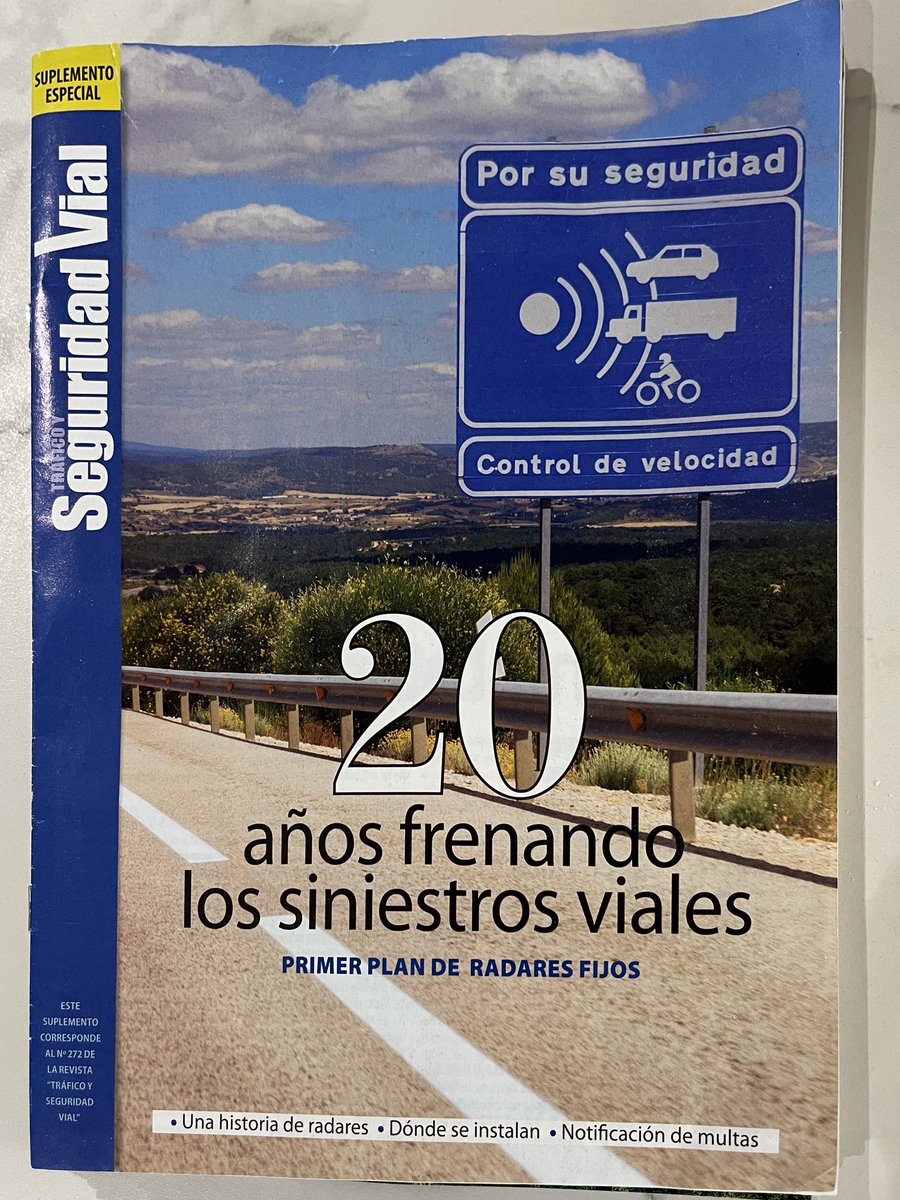 SUPLEMENTO
ESPECIAL
TRÁFICO Y
Seguridad Vial
Por su seguridad
Control de velocidad
20
años frenando
los siniestros viales
PRIMER PLAN DE RADARES FIJOS
ESTE
SUPLEMENTO
CORRESPONDE
AL Nº 272 DE
LA REVISTA
"TRÁFICO Y
SEGURIDAD
VIAL"
• Una historia de radares • Dónde se instalan • Notificación de multas